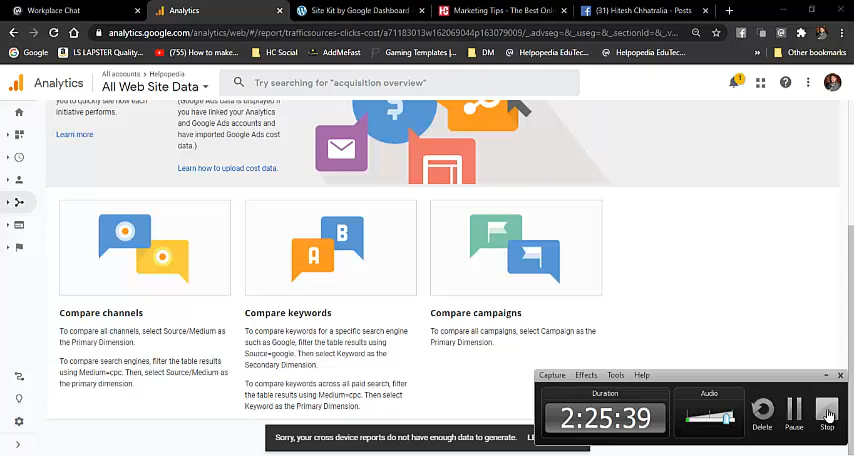 Workplace Chat
Analytics
Site Kit by Google Dashboard
Marketing Tips - The Best Onl
(31) Hitesh Chhatralia - Posts
analytics.google.com/analytics/web/#/report/trafficsources-clicks-cost/a71183013w162069044p163079009/_.advseg=&_.useg=&_.sectionId=&_.v...
Google
LS LAPSTER LEVEL...
(755) How to make...
HC Social
AddMeFast
Gaming Templates |...
DM
Helpopedia EduTec...
Helpopedia EduTec...
»
Other bookmarks
Analytics
All accounts > Helpopedia
All Web Site Data
Try searching for "acquisition overview"
1
you to quickly see how each
initiative performs.
Learn more
(Google Ads data is displayed if
you have linked your Analytics
and Google Ads accounts and
have imported Google Ads cost
data.)
Learn how to upload cost data.
$
A
B
Compare channels
To compare all channels, select Source/Medium as
the Primary Dimension.
To compare search engines, filter the table results
using Medium=cpc. Then, select Source/Medium as
the primary dimension.
Compare keywords
To compare keywords for a specific search engine
such as Google, filter the table results using
Source=google. Then select Keyword as the
Secondary Dimension.
To compare keywords across all paid search, filter
the table results using Medium=cpc. Then select
Keyword as the Primary Dimension.
Compare campaigns
To compare all campaigns, select Campaign as the
Primary Dimension.
Sorry, your cross device reports do not have enough data to generate.
Capture Effects Tools Help
Duration
2:25:39
Audio
Delete
Pause
Stop